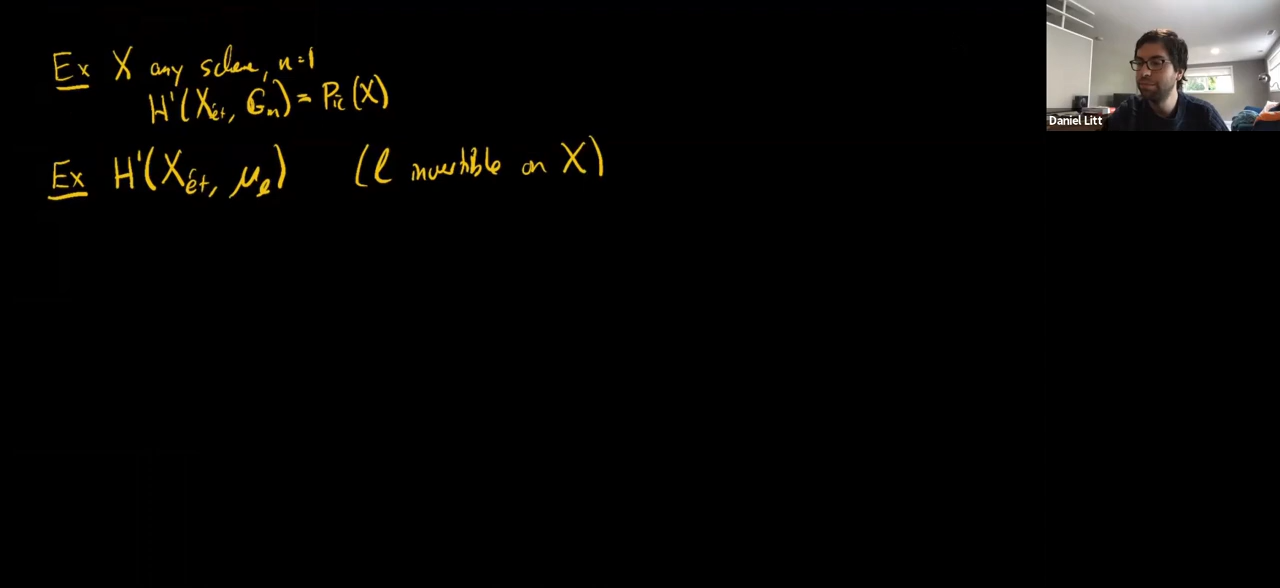 Ex X any scheme, n=1
H¹(X_ét, G_m) = Pic(X)
Ex H¹(X_ét, μ_ℓ) (ℓ invertible on X)
Daniel Litt